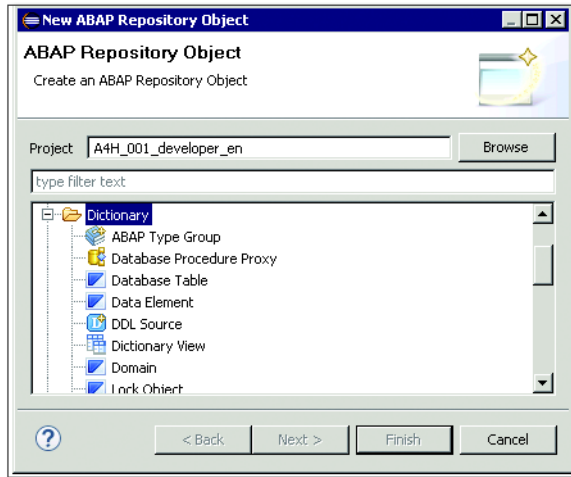 New ABAP Repository Object
ABAP Repository Object
Create an ABAP Repository Object
Project A4H_001_developer_en Browse
type filter text
Dictionary
ABAP Type Group
Database Procedure Proxy
Database Table
Data Element
DDL Source
Dictionary View
Domain
Lock Object
? < Back Next > Finish Cancel